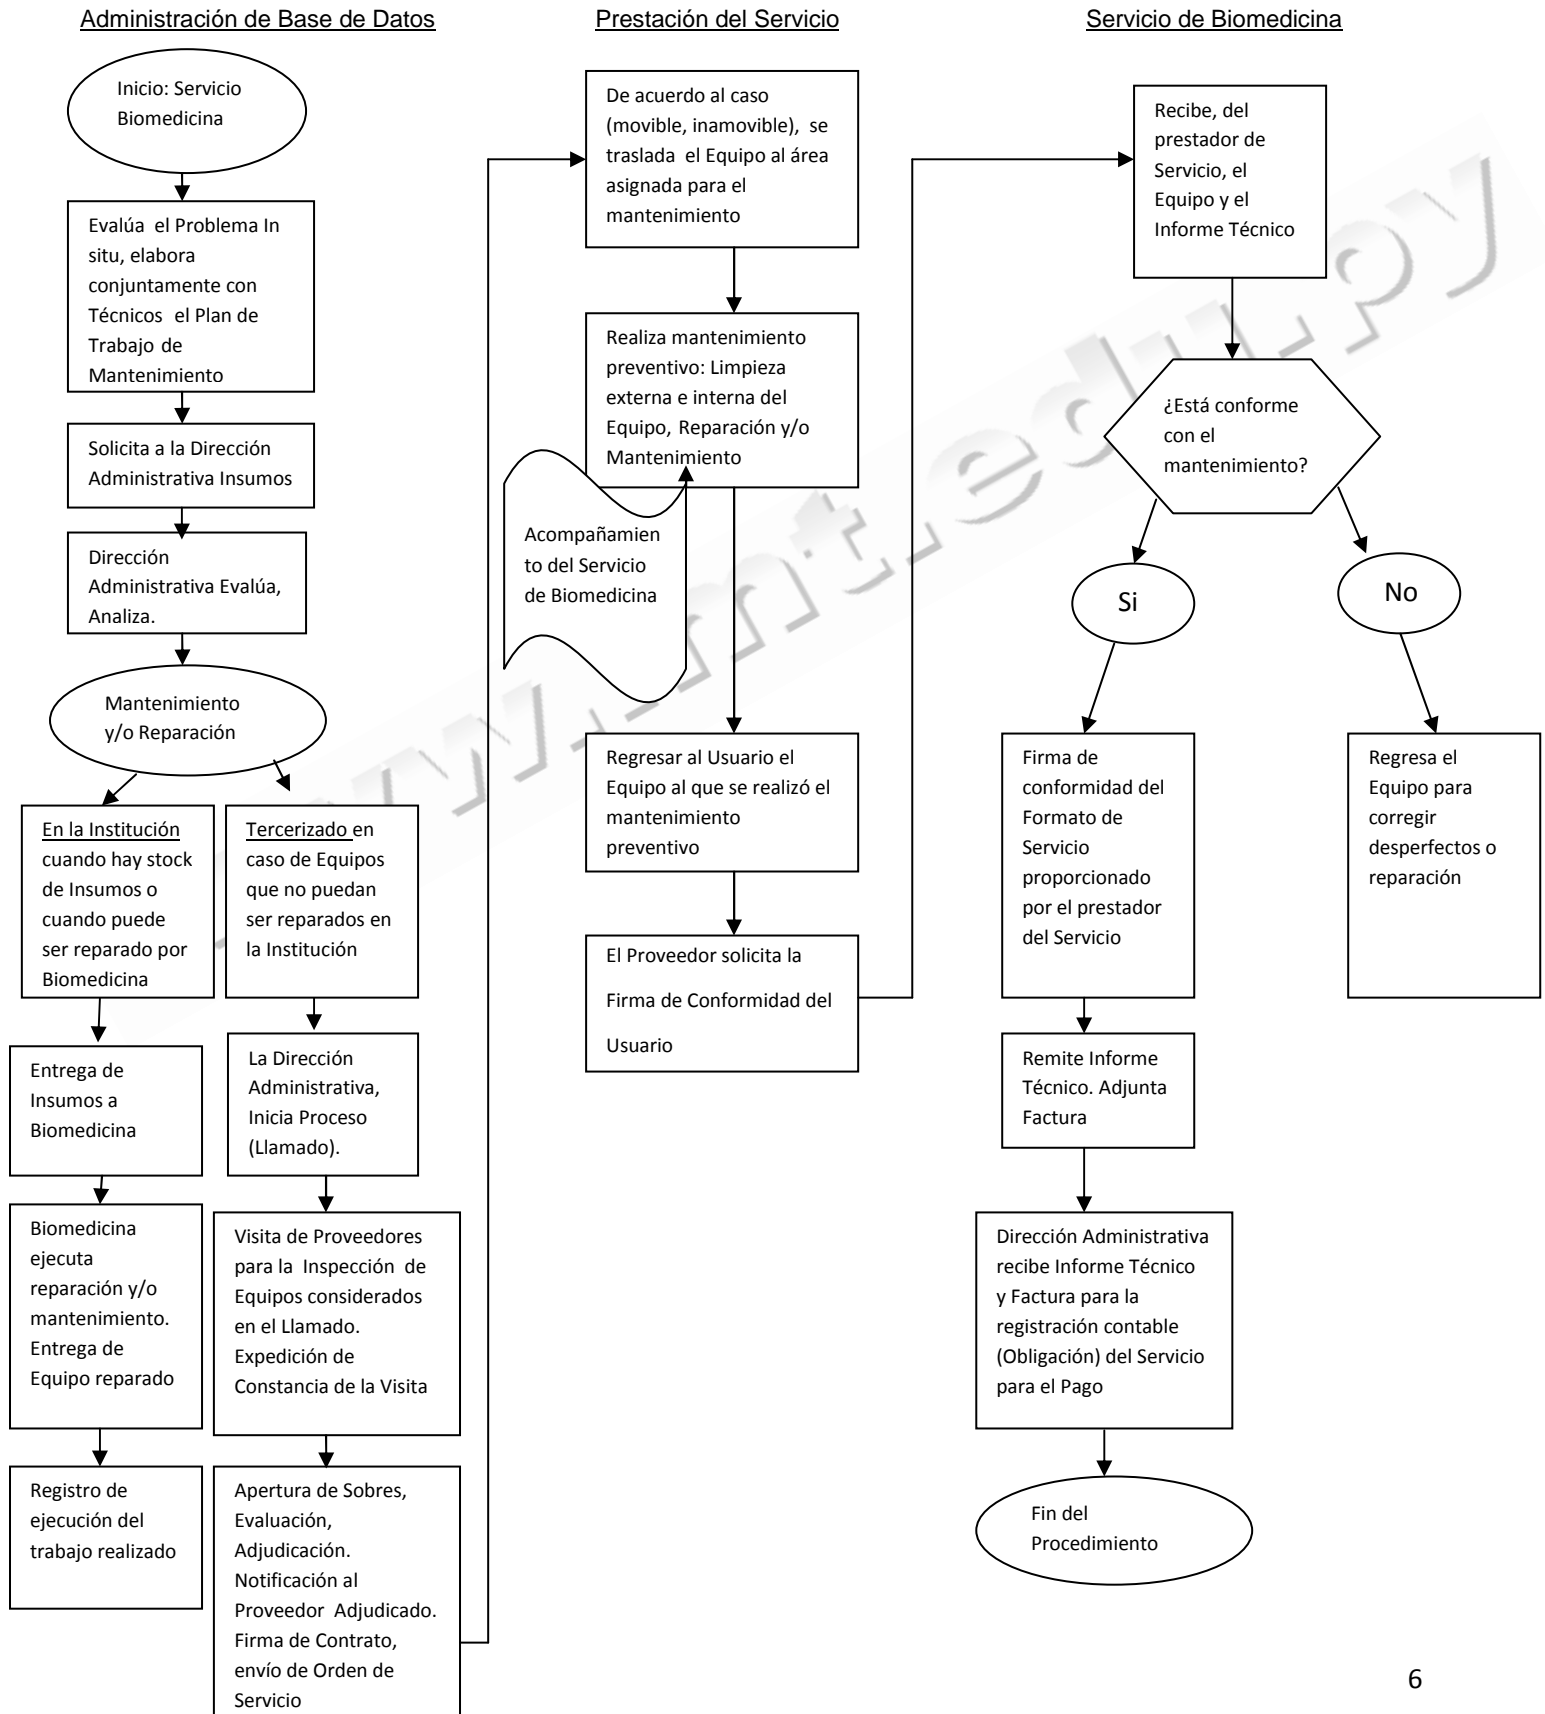 Administración de Base de Datos
Inicio: Servicio
Biomedicina
Evalúa el Problema In
situ, elabora
conjuntamente con
Técnicos el Plan de
Trabajo de
Mantenimiento
Solicita a la Dirección
Administrativa Insumos
Dirección
Administrativa Evalúa,
Analiza.
Mantenimiento
y/o Reparación
En la Institución
cuando hay stock
de Insumos o
cuando puede
ser reparado por
Biomedicina
Entrega de
Insumos a
Biomedicina
Biomedicina
ejecuta
reparación y/o
mantenimiento.
Entrega de
Equipo reparado
Registro de
ejecución del
trabajo realizado
Tercerizado en
caso de Equipos
que no puedan
ser reparados en
la Institución
La Dirección
Administrativa,
Inicia Proceso
(Llamado).
Visita de Proveedores
para la Inspección de
Equipos considerados
en el Llamado.
Expedición de
Constancia de la Visita
Apertura de Sobres,
Evaluación,
Adjudicación.
Notificación al
Proveedor Adjudicado.
Firma de Contrato,
envío de Orden de
Servicio
Prestación del Servicio
De acuerdo al caso
(movible, inamovible), se
traslada el Equipo al área
asignada para el
mantenimiento
Realiza mantenimiento
preventivo: Limpieza
externa e interna del
Equipo, Reparación y/o
Mantenimiento
Acompañamien
to del Servicio
de Biomedicina
Regresar al Usuario el
Equipo al que se realizó el
mantenimiento
preventivo
El Proveedor solicita la
Firma de Conformidad del
Usuario
Servicio de Biomedicina
Recibe, del
prestador de
Servicio, el
Equipo y el
Informe Técnico
¿Está conforme
con el
mantenimiento?
Si
No
Firma de
conformidad del
Formato de
Servicio
proporcionado
por el prestador
del Servicio
Regresa el
Equipo para
corregir
desperfectos o
reparación
Remite Informe
Técnico. Adjunta
Factura
Dirección Administrativa
recibe Informe Técnico
y Factura para la
registración contable
(Obligación) del Servicio
para el Pago
Fin del
Procedimiento
6